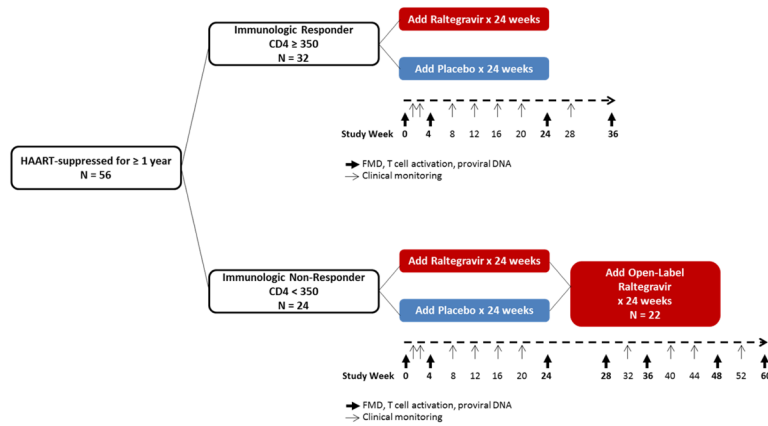 HAART-suppressed for ≥ 1 year
N = 56
Immunologic Responder
CD4 ≥ 350
N = 32
Add Raltegravir x 24 weeks
Add Placebo x 24 weeks
Study Week 0 4 8 12 16 20 24 28 36
FMD, T cell activation, proviral DNA
Clinical monitoring
Immunologic Non-Responder
CD4 < 350
N = 24
Add Raltegravir x 24 weeks
Add Placebo x 24 weeks
Add Open-Label
Raltegravir
x 24 weeks
N = 22
Study Week 0 4 8 12 16 20 24 28 32 36 40 44 48 52 60
FMD, T cell activation, proviral DNA
Clinical monitoring